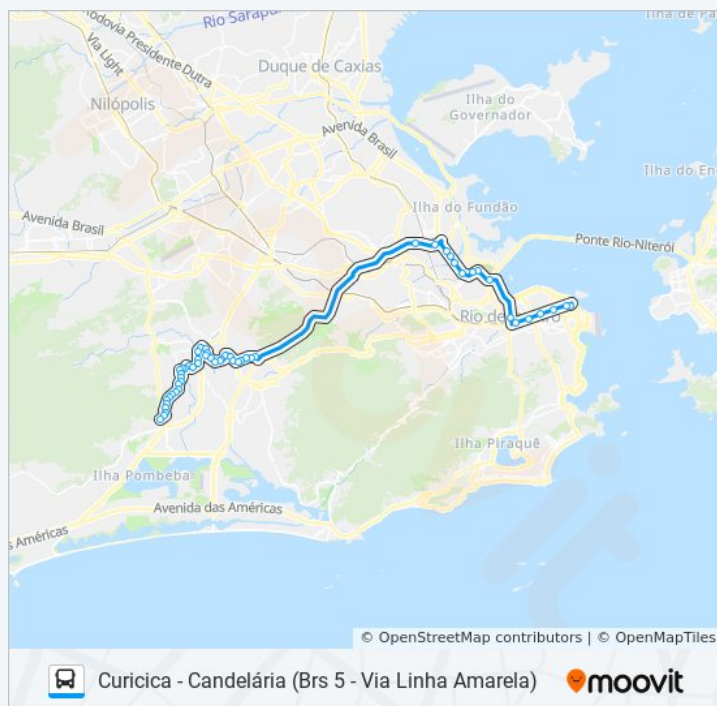 Rio Sarapuí
Ilha de Pa
Rodovia Presidente Dutra
Via Light
Duque de Caxias
Nilópolis
Ilha do
Governador
Avenida Brasil
Ilha do En
Ilha do Fundão
Avenida Brasil
Ponte Rio-Niterói
Rio de
Ilha Piraquê
Ilha Pombeba
Avenida das Américas
s Américas
© OpenStreetMap contributors | © OpenMapTiles
Curicica - Candelária (Brs 5 - Via Linha Amarela)
moovit